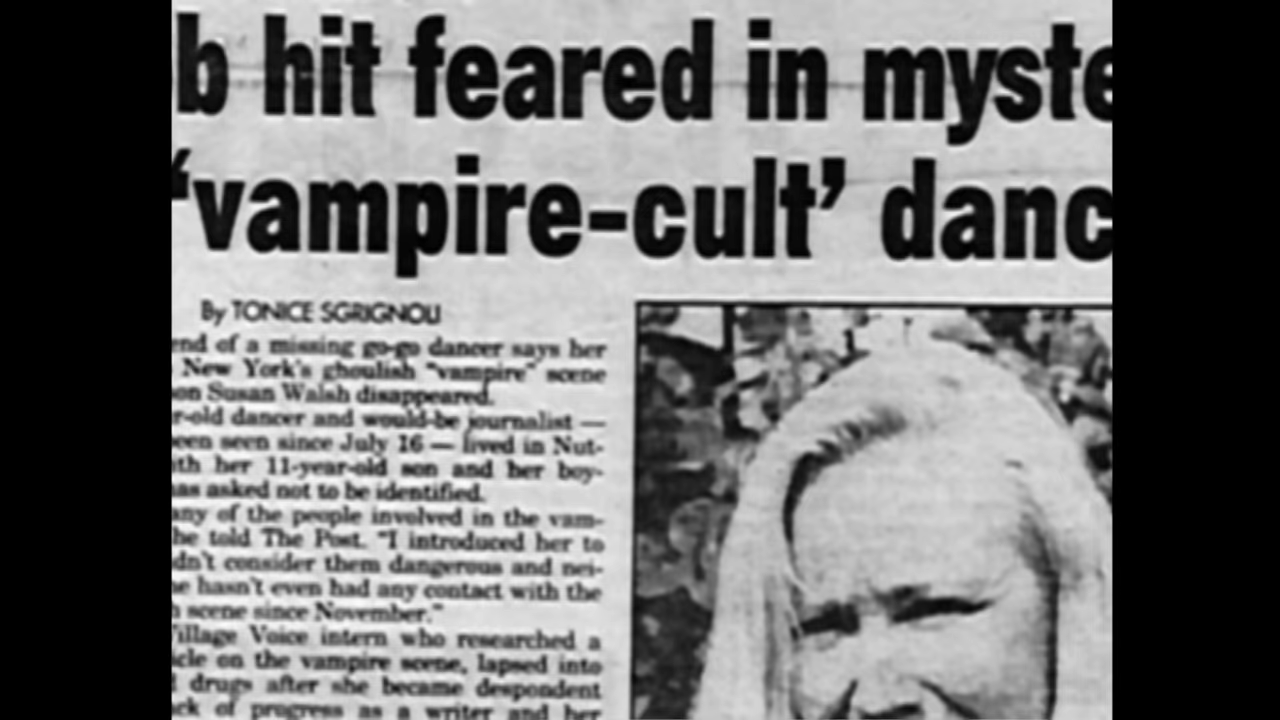 b hit feared in myste
‘vampire-cult’ danc
By TONICE SGRIGNOLI
end of a missing go-go dancer says her
New York's ghoulish "vampire" scene
on Susan Walsh disappeared.
r-old dancer and would-be journalist —
een seen since July 16 — lived in Nut-
ith her 11-year-old son and her boy-
as asked not to be identified.
any of the people involved in the vam-
he told The Post. "I introduced her to
dn't consider them dangerous and nei-
e hasn't even had any contact with the
h scene since November."
Village Voice intern who researched a
icle on the vampire scene, lapsed into
d drugs after she became despondent
ck of progress as a writer and her